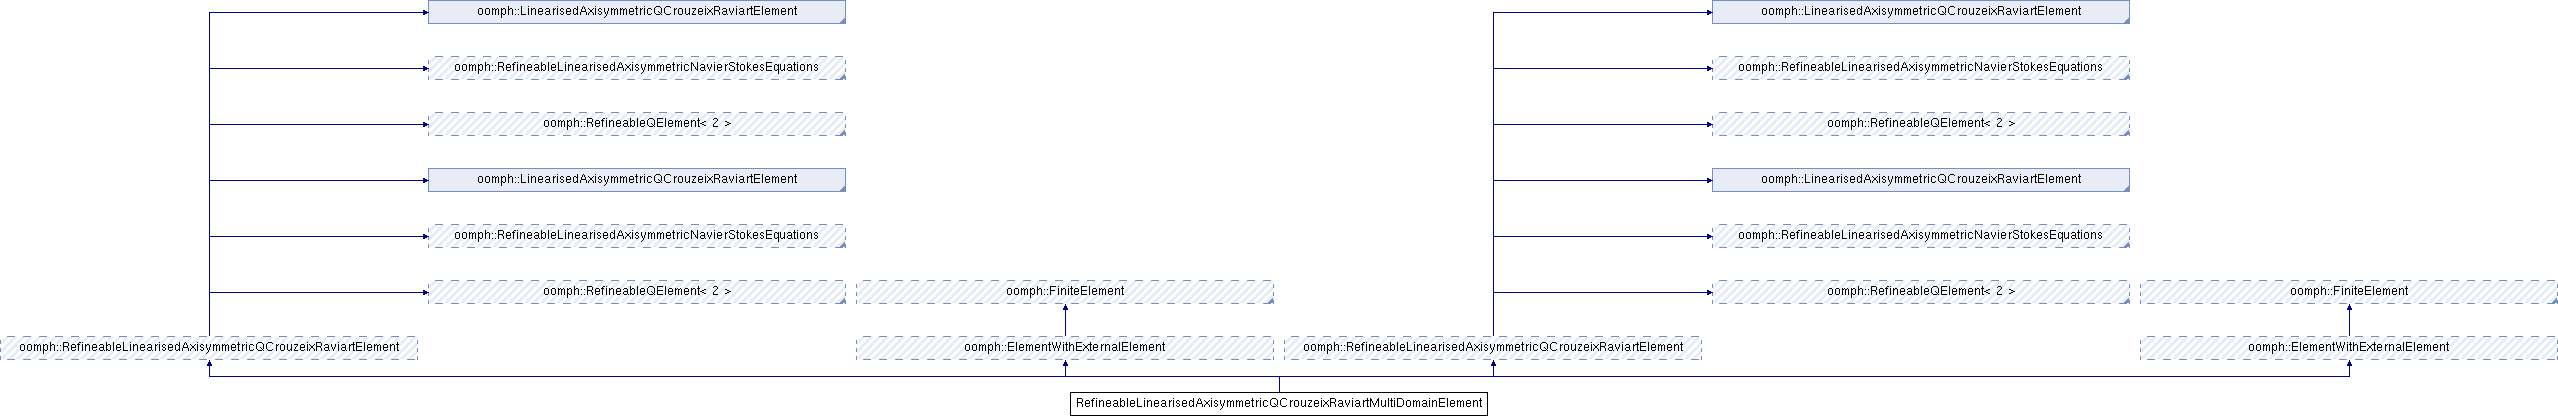 oomph::LinearisedAxisymmetricQCrouzeixRaviartElement
oomph::LinearisedAxisymmetricQCrouzeixRaviartElement
oomph::RefineableLinearisedAxisymmetricNavierStokesEquations
oomph::RefineableLinearisedAxisymmetricNavierStokesEquations
oomph::RefineableQElement< 2 >
oomph::RefineableQElement< 2 >
oomph::LinearisedAxisymmetricQCrouzeixRaviartElement
oomph::LinearisedAxisymmetricQCrouzeixRaviartElement
oomph::RefineableLinearisedAxisymmetricNavierStokesEquations
oomph::RefineableLinearisedAxisymmetricNavierStokesEquations
oomph::RefineableQElement< 2 >
oomph::FiniteElement
oomph::RefineableQElement< 2 >
oomph::FiniteElement
oomph::RefineableLinearisedAxisymmetricQCrouzeixRaviartElement
oomph::ElementWithExternalElement
oomph::RefineableLinearisedAxisymmetricQCrouzeixRaviartElement
oomph::ElementWithExternalElement
RefineableLinearisedAxisymmetricQCrouzeixRaviartMultiDomainElement